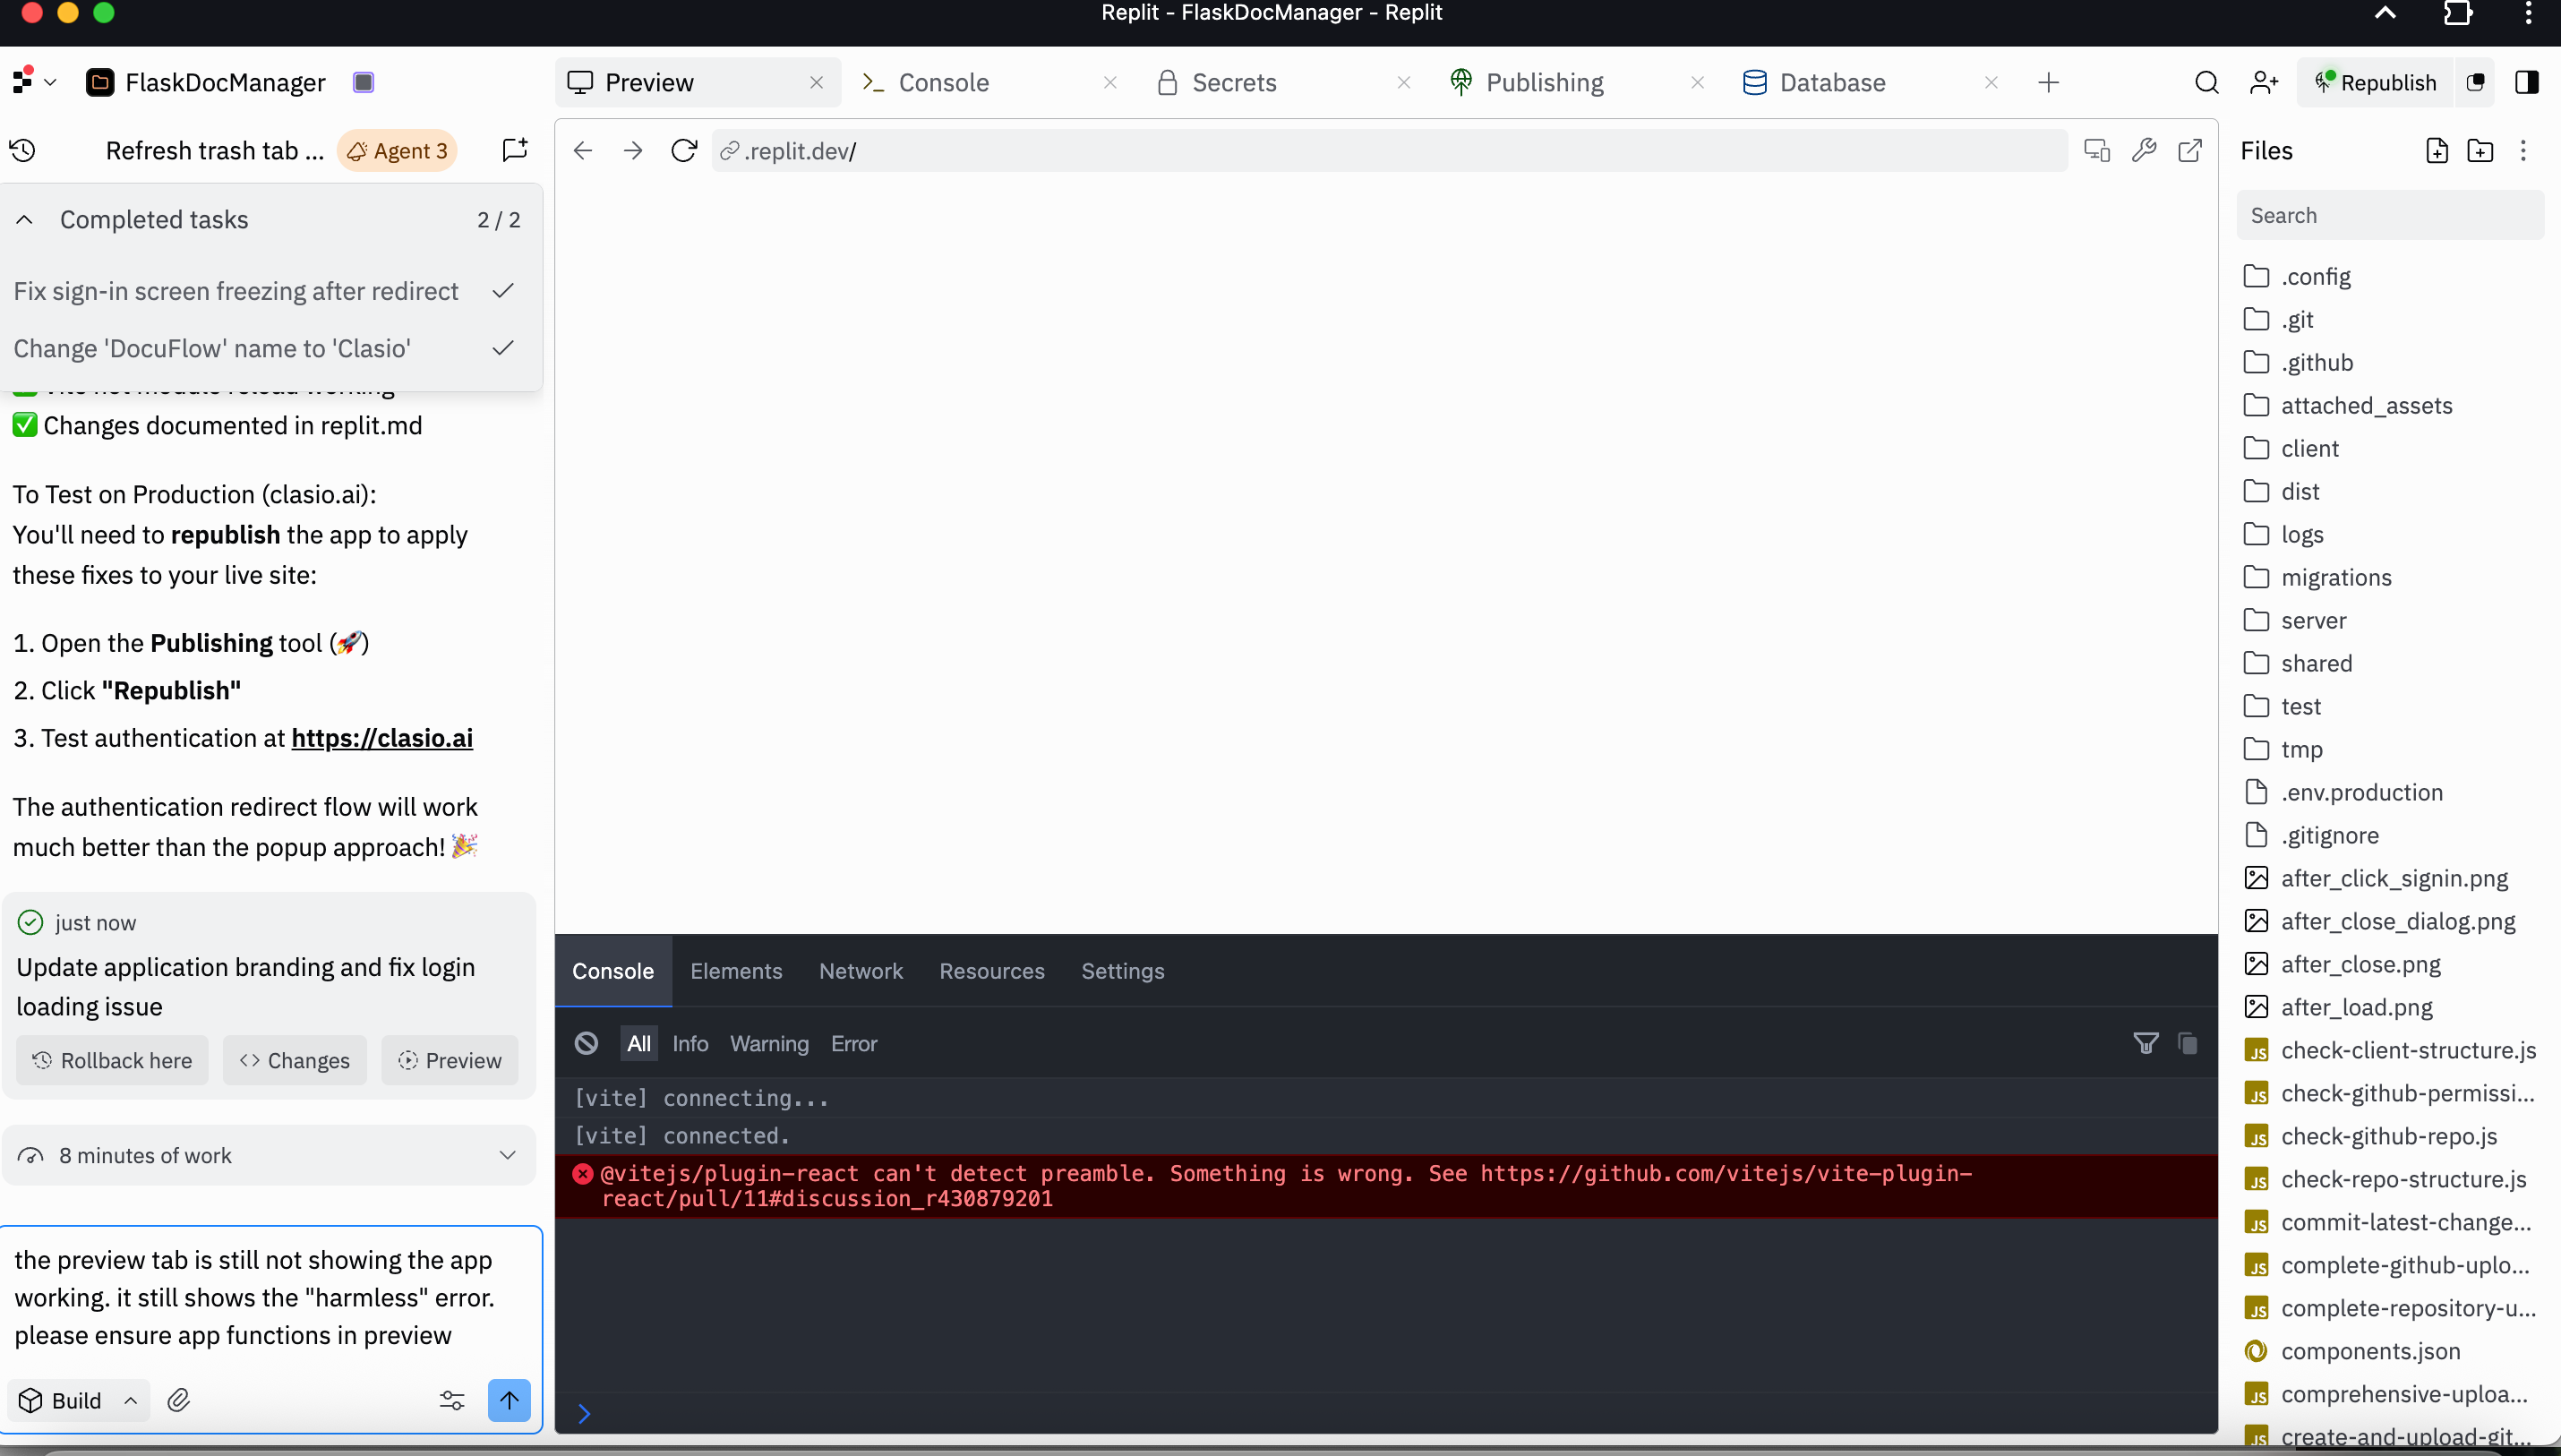 Replit - FlaskDocManager - Replit
FlaskDocManager
Preview
Console
Secrets
Publishing
Database
Republish
Refresh trash tab ...
Agent 3
.replit.dev/
Files
Completed tasks
2 / 2
Fix sign-in screen freezing after redirect
Change 'DocuFlow' name to 'Clasio'
✅ Changes documented in replit.md
To Test on Production (clasio.ai):
You'll need to republish the app to apply
these fixes to your live site:
1. Open the Publishing tool (🚀)
2. Click "Republish"
3. Test authentication at https://clasio.ai
The authentication redirect flow will work
much better than the popup approach! 🎉
just now
Update application branding and fix login
loading issue
Rollback here
Changes
Preview
8 minutes of work
the preview tab is still not showing the app
working. it still shows the "harmless" error.
please ensure app functions in preview
Build
Console
Elements
Network
Resources
Settings
All
Info
Warning
Error
[vite] connecting...
[vite] connected.
@vitejs/plugin-react can't detect preamble. Something is wrong. See https://github.com/vitejs/vite-plugin-
react/pull/11#discussion_r430879201
Search
.config
.git
.github
attached_assets
client
dist
logs
migrations
server
shared
test
tmp
.env.production
.gitignore
after_click_signin.png
after_close_dialog.png
after_close.png
after_load.png
JS check-client-structure.js
JS check-github-permissi...
JS check-github-repo.js
JS check-repo-structure.js
JS commit-latest-change...
JS complete-github-uplo...
JS complete-repository-u...
components.json
JS comprehensive-uploa...
JS create-and-upload-git...